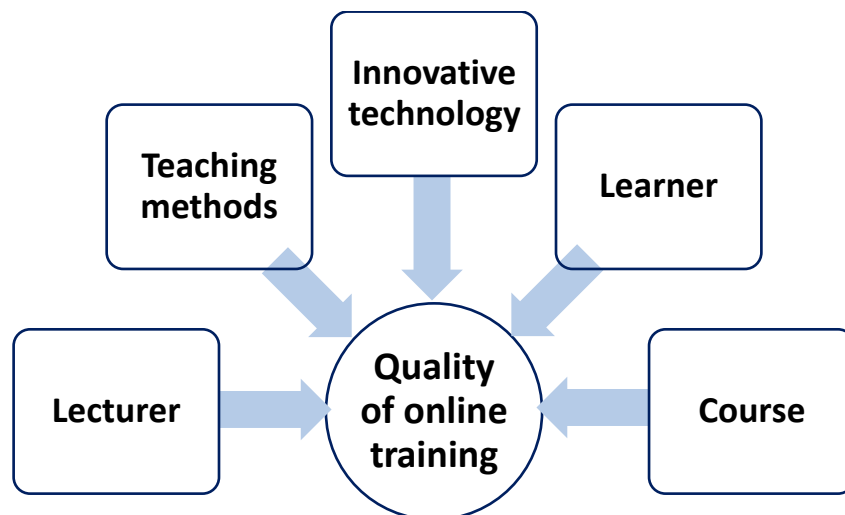 Innovative
technology
Teaching
methods
Learner
Lecturer
Quality
of online
training
Course